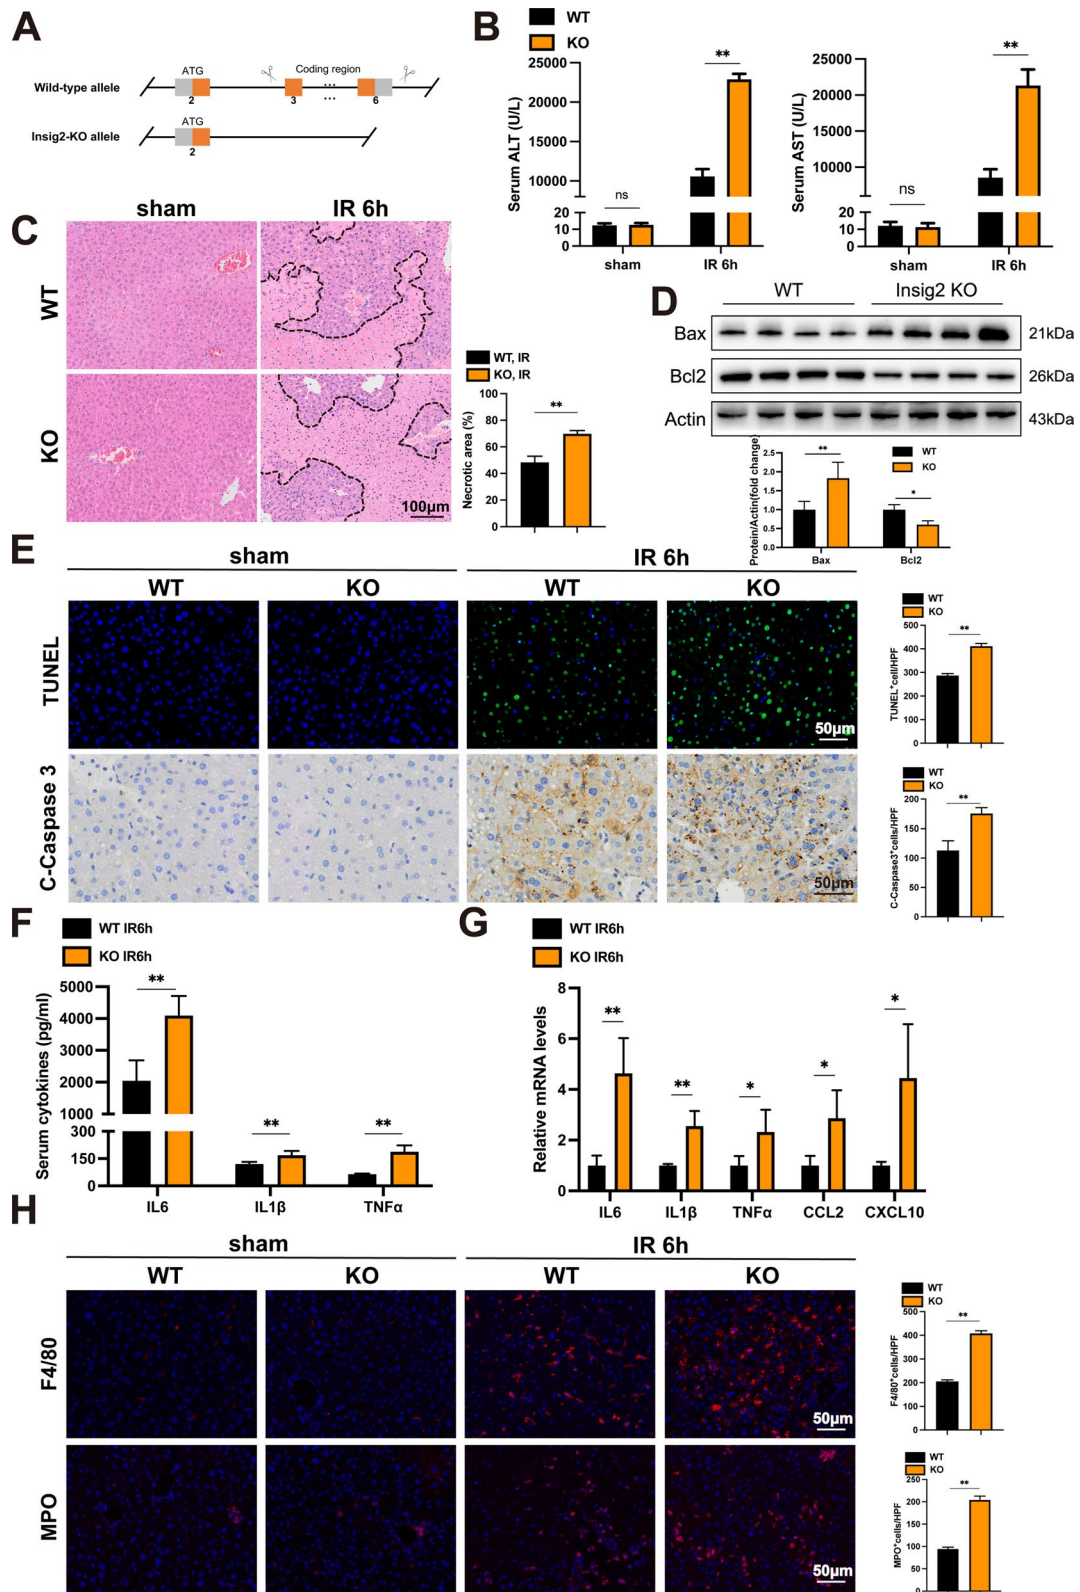 A
ATG
Coding region
Wild-type allele
...
...
2
3
6
ATG
Insig2-KO allele
2
B
WT
KO
Serum ALT (U/L)
25000
20000
15000
10000
20
10
0
**
ns
sham
IR 6h
Serum AST (U/L)
25000
20000
15000
10000
20
10
0
**
ns
sham
IR 6h
C
sham
IR 6h
WT
KO
100μm
WT, IR
KO, IR
Necrotic area (%)
100
80
60
40
20
0
**
D
WT
Insig2 KO
Bax
21kDa
Bcl2
26kDa
Actin
43kDa
Protein/Actin(fold change)
2.5
2.0
1.5
1.0
0.5
0.0
**
*
WT
KO
Bax
Bcl2
E
sham
IR 6h
WT
KO
WT
KO
TUNEL
50μm
C-Caspase 3
50μm
WT
KO
TUNEL+cell/HPF
500
400
300
200
100
0
**
WT
KO
C-Caspase3+cells/HPF
200
150
100
50
0
**
F
WT IR6h
KO IR6h
Serum cytokines (pg/ml)
5000
4000
3000
2000
1000
300
150
0
**
**
**
IL6
IL1β
TNFα
G
WT IR6h
KO IR6h
Relative mRNA levels
8
6
4
2
0
**
**
*
*
*
IL6
IL1β
TNFα
CCL2
CXCL10
H
sham
IR 6h
WT
KO
WT
KO
F4/80
50μm
MPO
50μm
WT
KO
F4/80+cells/HPF
500
400
300
200
100
0
**
WT
KO
MPO+cells/HPF
250
200
150
100
50
0
**